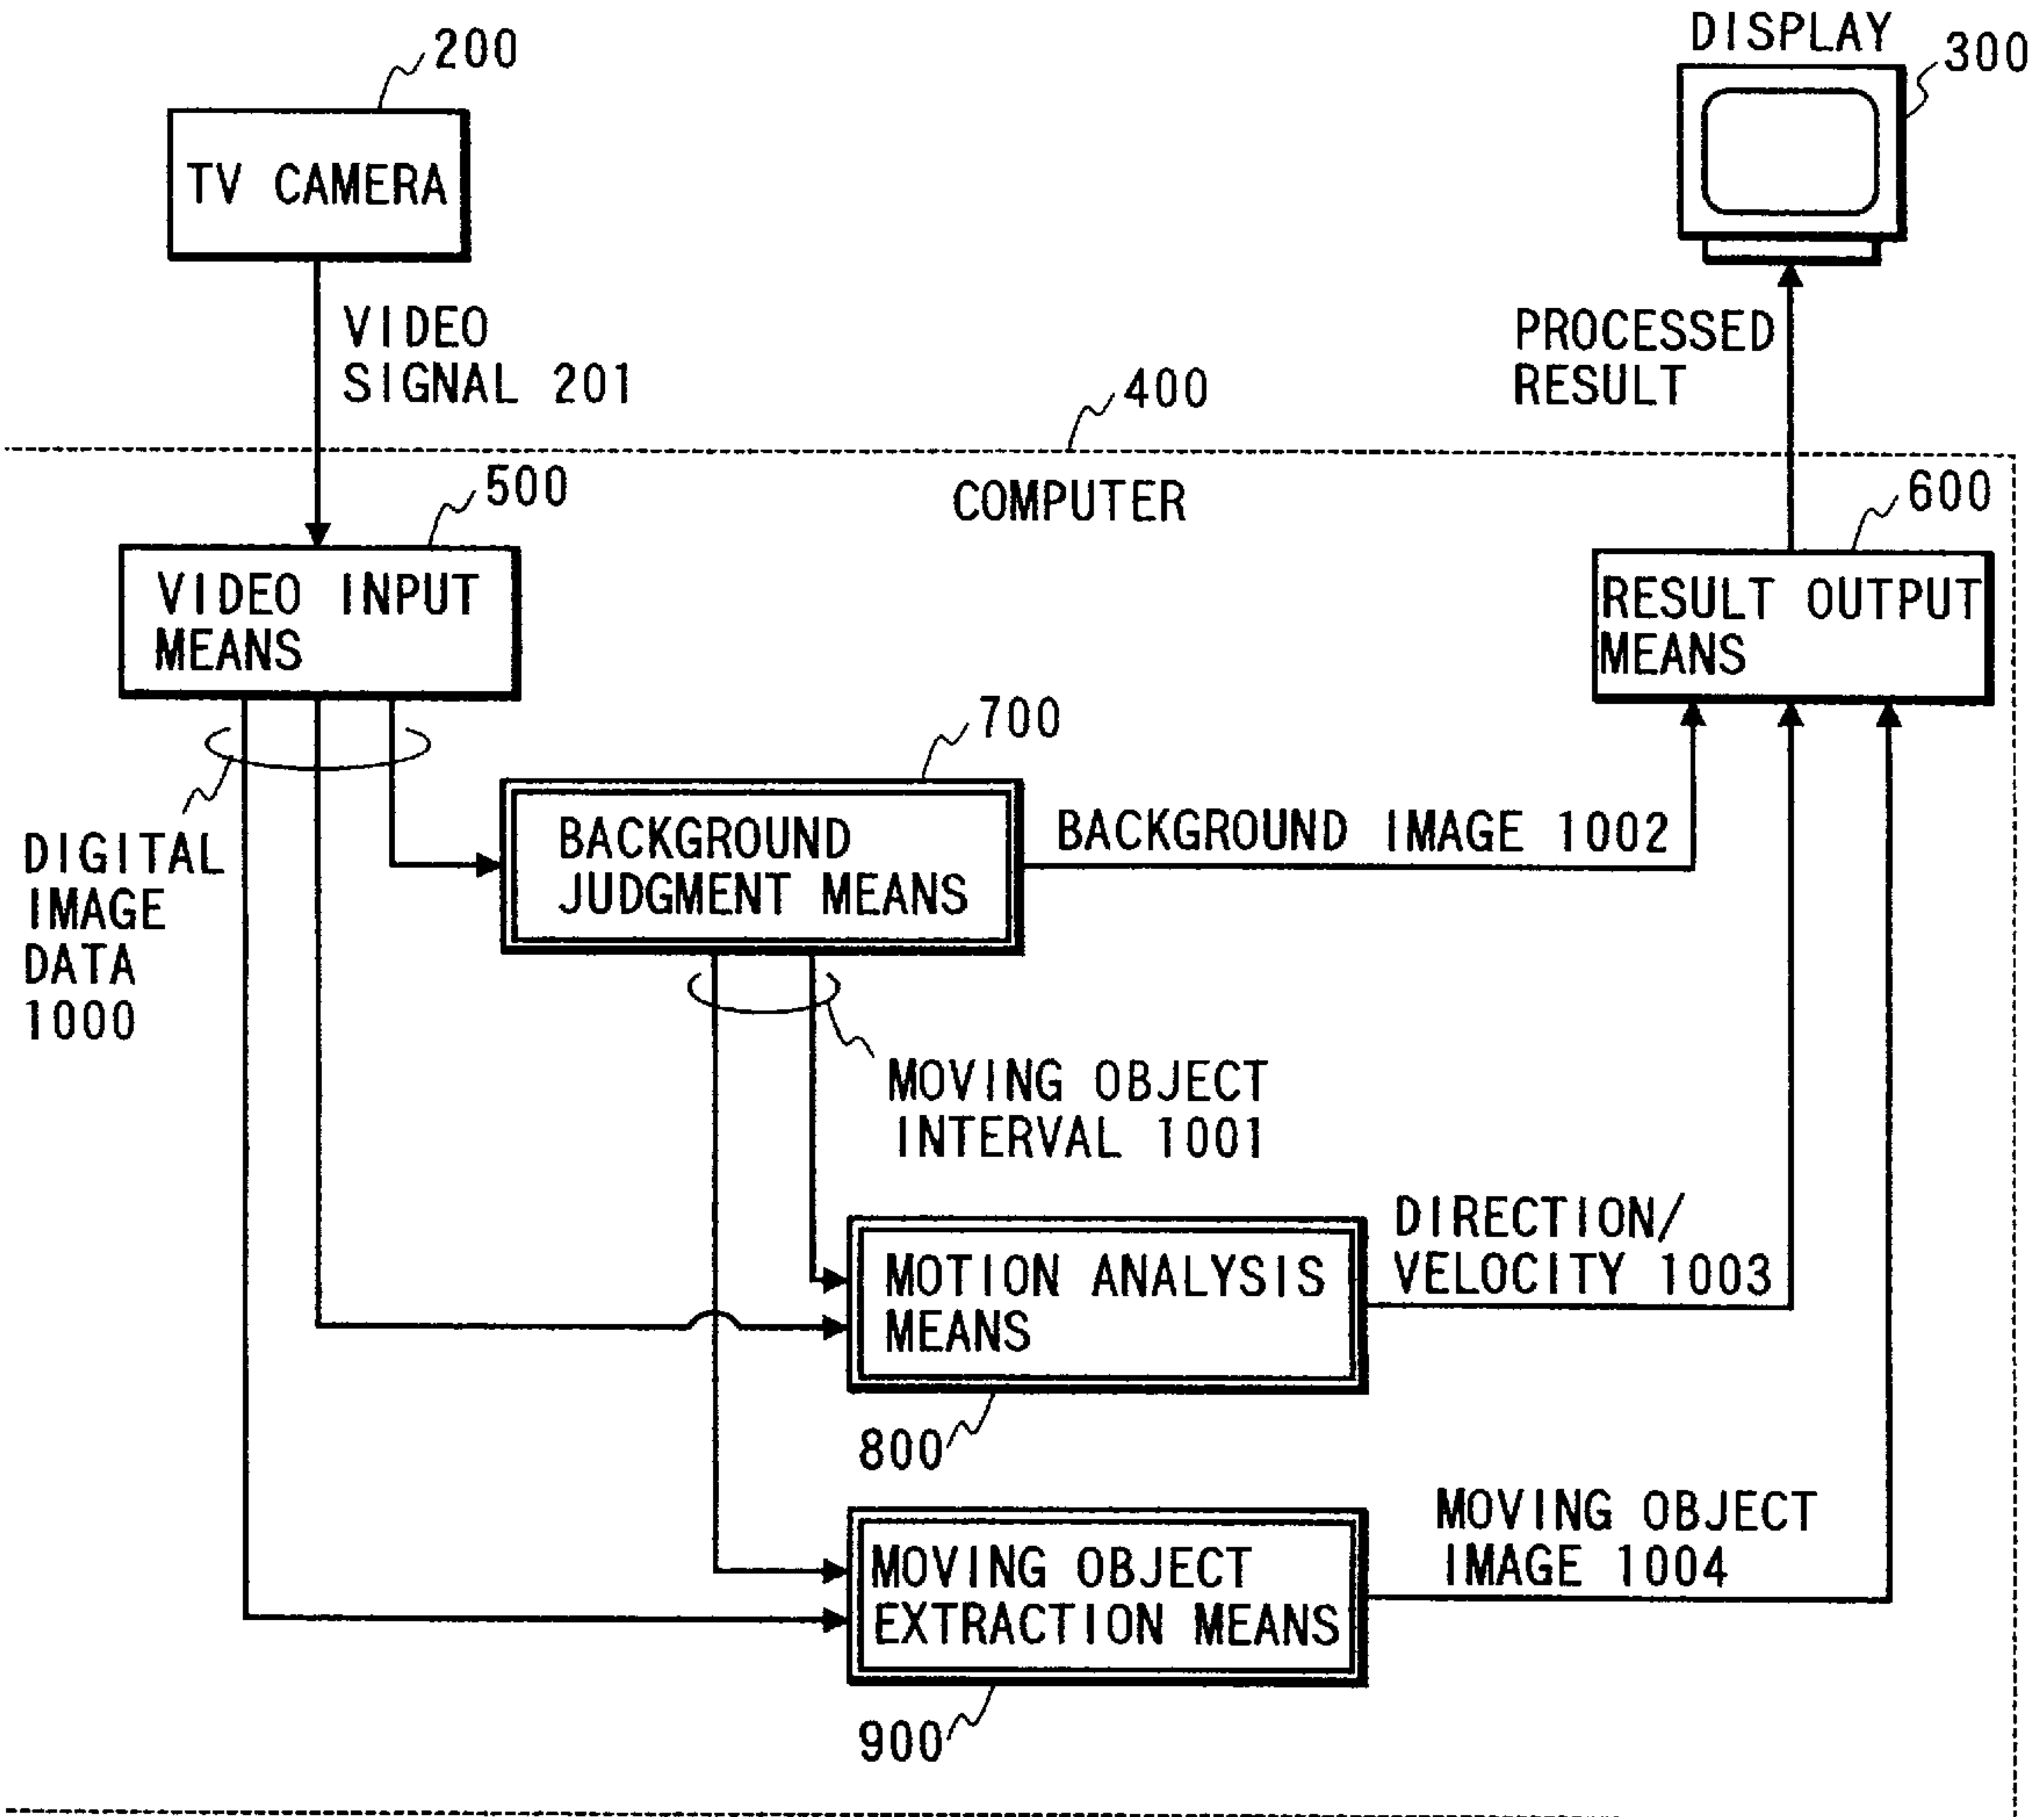 200
TV CAMERA
VIDEO
SIGNAL 201
DISPLAY
300
PROCESSED
RESULT
400
COMPUTER
500
VIDEO INPUT
MEANS
600
RESULT OUTPUT
MEANS
DIGITAL
IMAGE
DATA
1000
700
BACKGROUND
JUDGMENT MEANS
BACKGROUND IMAGE 1002
MOVING OBJECT
INTERVAL 1001
MOTION ANALYSIS
MEANS
800
DIRECTION/
VELOCITY 1003
MOVING OBJECT
EXTRACTION MEANS
900
MOVING OBJECT
IMAGE 1004